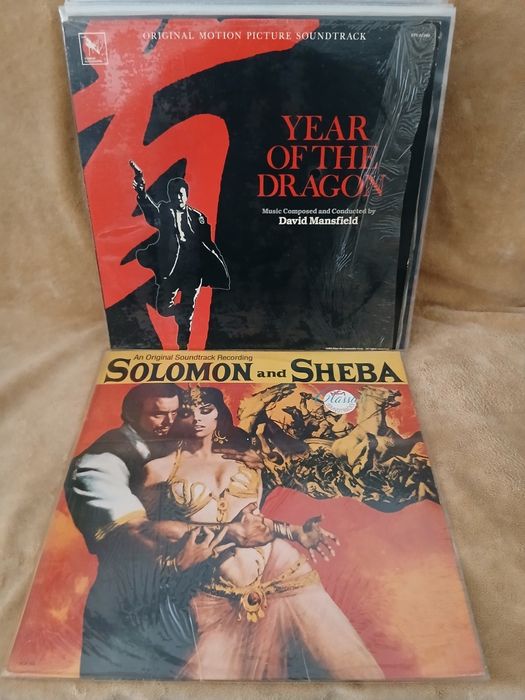 ORIGINAL MOTION PICTURE SOUNDTRACK
YEAR
OF THE
DRAGON
Music Composed and Conducted by
David Mansfield
An Original Soundtrack Recording
SOLOMON and SHEBA